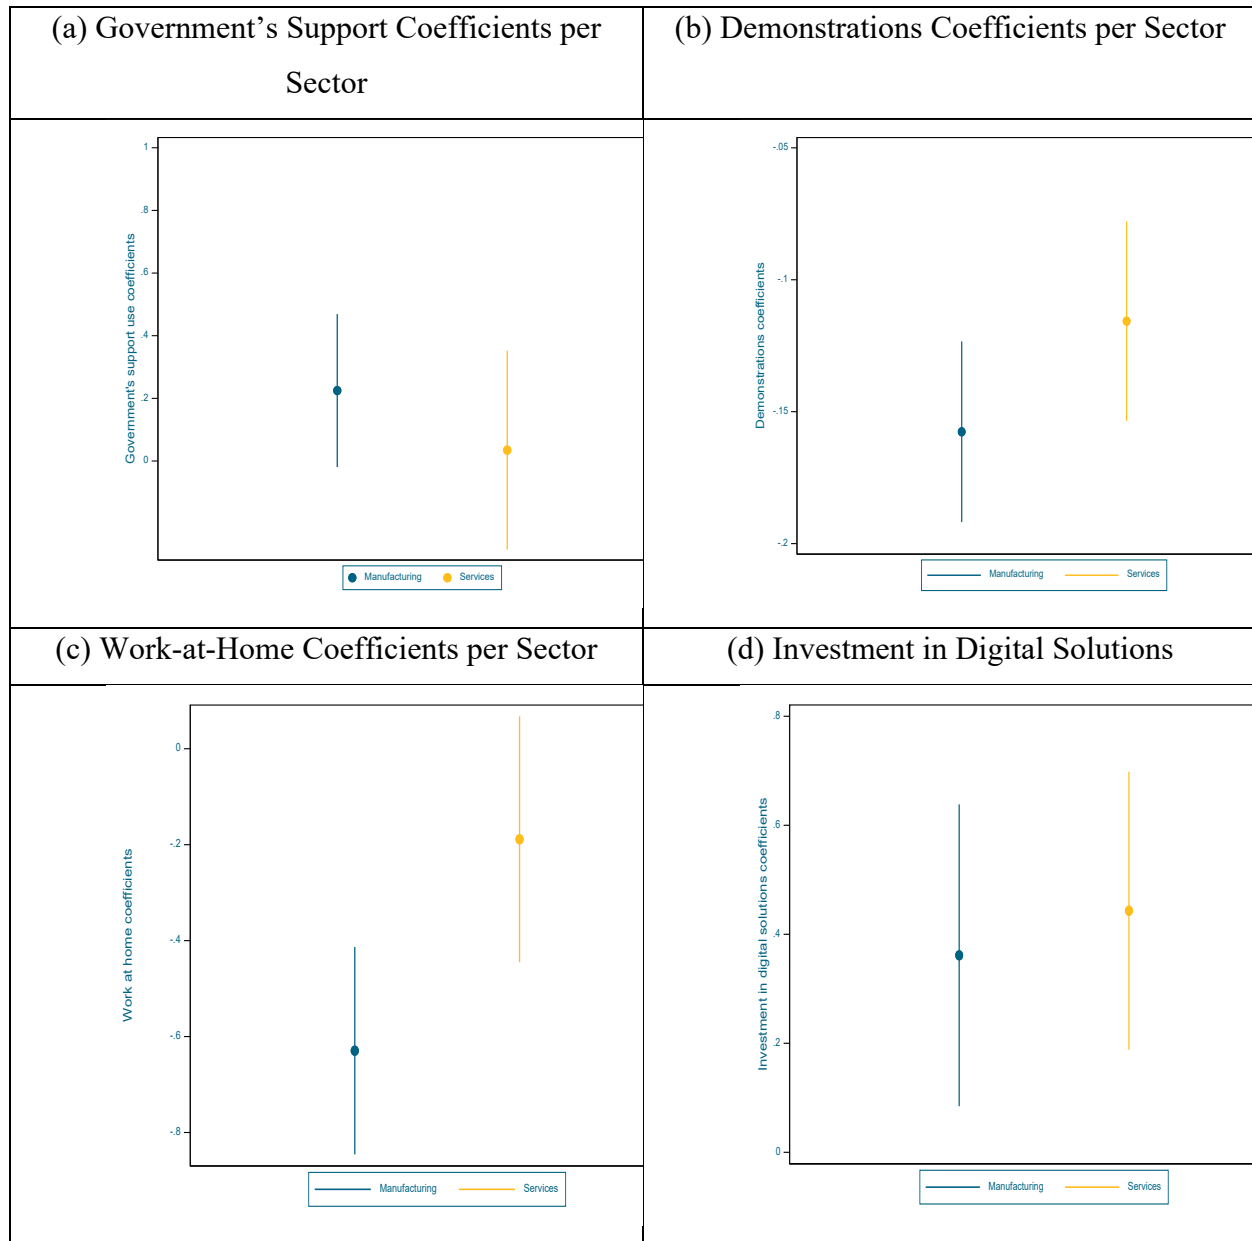 (a) Government’s Support Coefficients per
Sector
(b) Demonstrations Coefficients per Sector
Government's support use coefficients
1
.8
.6
.4
.2
0
Manufacturing Services
Demonstrations coefficients
-.05
-.1
-.15
-.2
Manufacturing Services
(c) Work-at-Home Coefficients per Sector
(d) Investment in Digital Solutions
Work at home coefficients
0
-.2
-.4
-.6
-.8
Manufacturing Services
Investment in digital solutions coefficients
.8
.6
.4
.2
0
Manufacturing Services